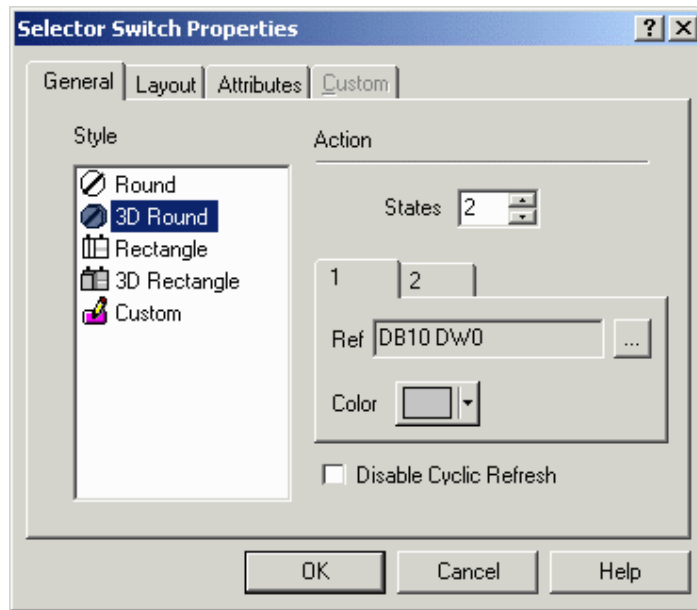 Selector Switch Properties
General Layout Attributes Custom
Style
Action
Round
3D Round
Rectangle
3D Rectangle
Custom
States 2
1 2
Ref DB10 DW0 ...
Color
Disable Cyclic Refresh
OK Cancel Help